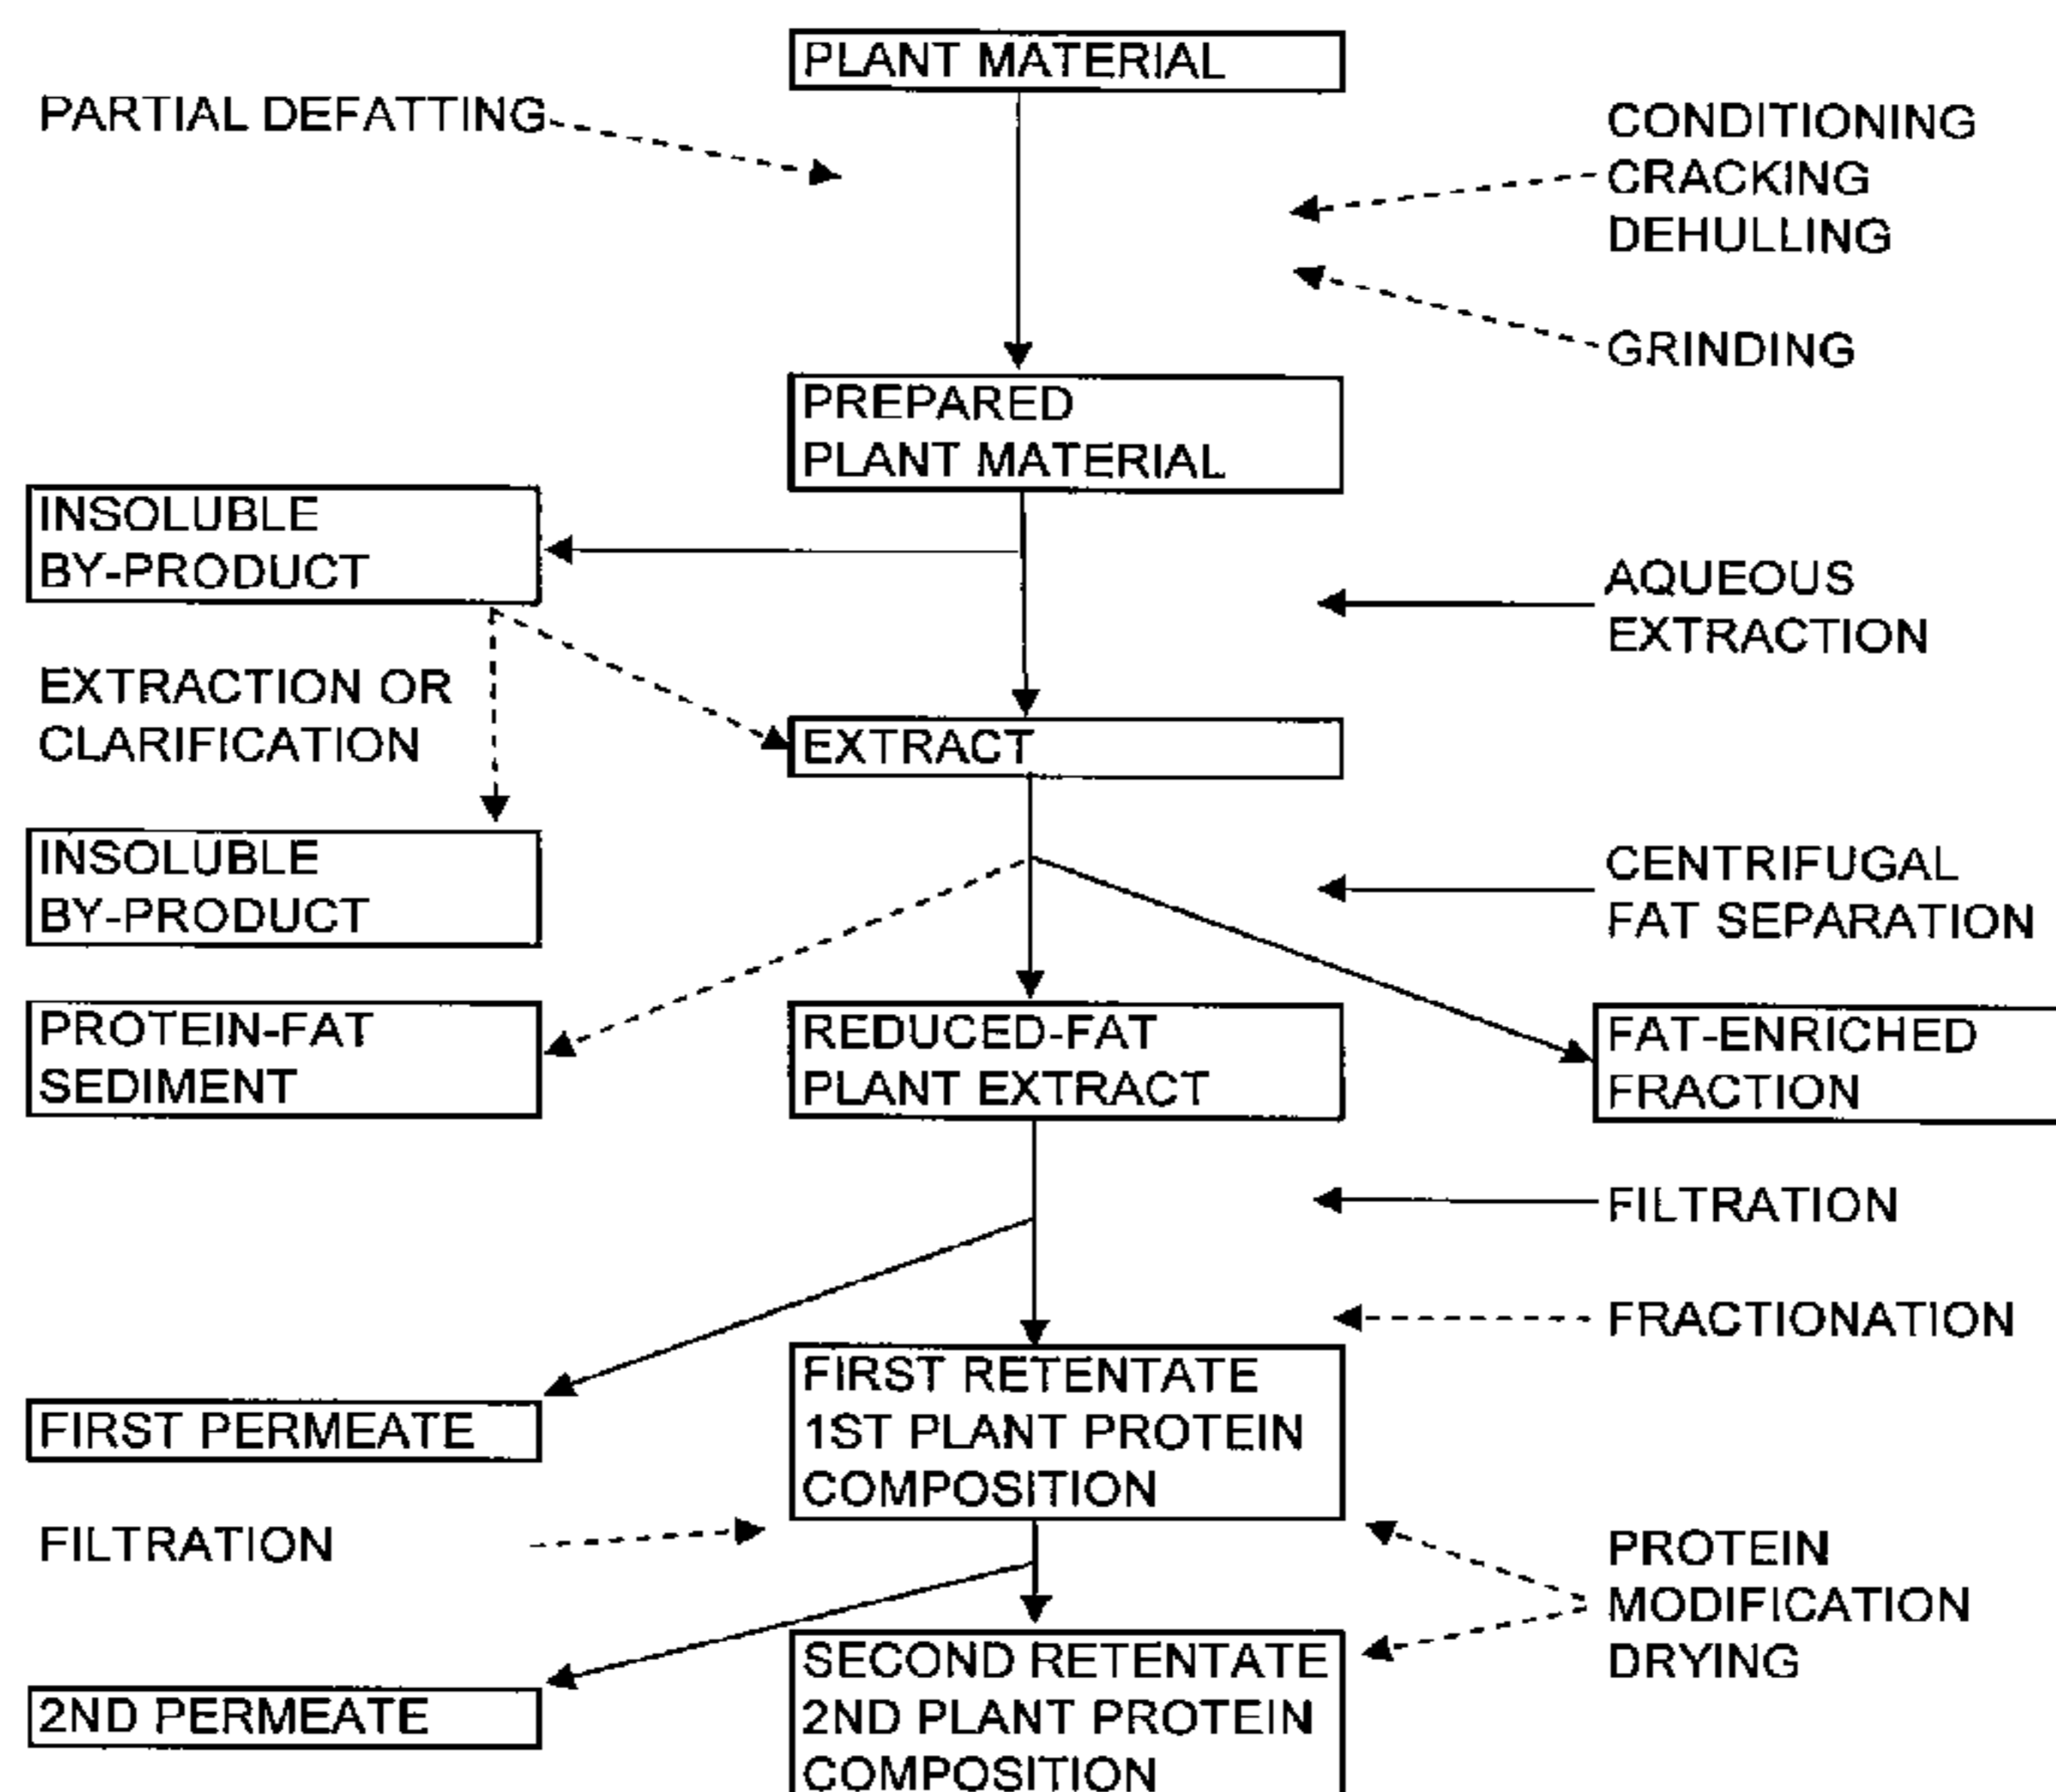 PLANT MATERIAL
PARTIAL DEFATTING
CONDITIONING
CRACKING
DEHULLING
GRINDING
PREPARED
PLANT MATERIAL
INSOLUBLE
BY-PRODUCT
AQUEOUS
EXTRACTION
EXTRACTION OR
CLARIFICATION
EXTRACT
INSOLUBLE
BY-PRODUCT
CENTRIFUGAL
FAT SEPARATION
PROTEIN-FAT
SEDIMENT
REDUCED-FAT
PLANT EXTRACT
FAT-ENRICHED
FRACTION
FILTRATION
FRACTIONATION
FIRST PERMEATE
FIRST RETENTATE
1ST PLANT PROTEIN
COMPOSITION
FILTRATION
PROTEIN
MODIFICATION
DRYING
2ND PERMEATE
SECOND RETENTATE
2ND PLANT PROTEIN
COMPOSITION